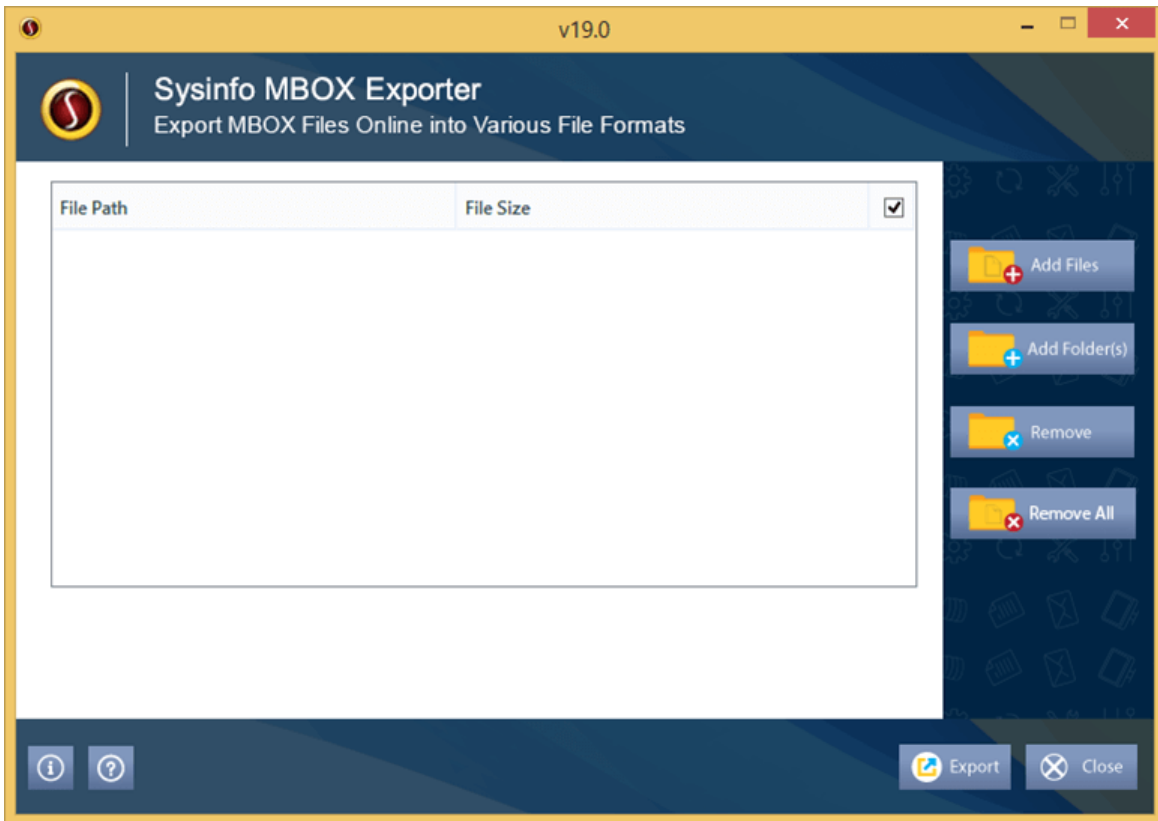 v19.0
Sysinfo MBOX Exporter
Export MBOX Files Online into Various File Formats
File Path File Size
Add Files
Add Folder(s)
Remove
Remove All
Export Close